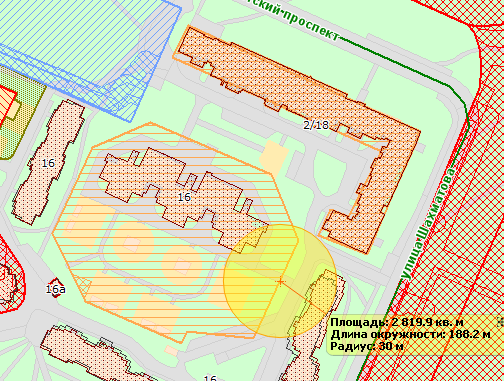 ский проспект
2/18
16
16
улица Шахматова
16а
Площадь: 2 819.9 кв. м
Длина окружности: 188.2 м
Радиус: 30 м
16